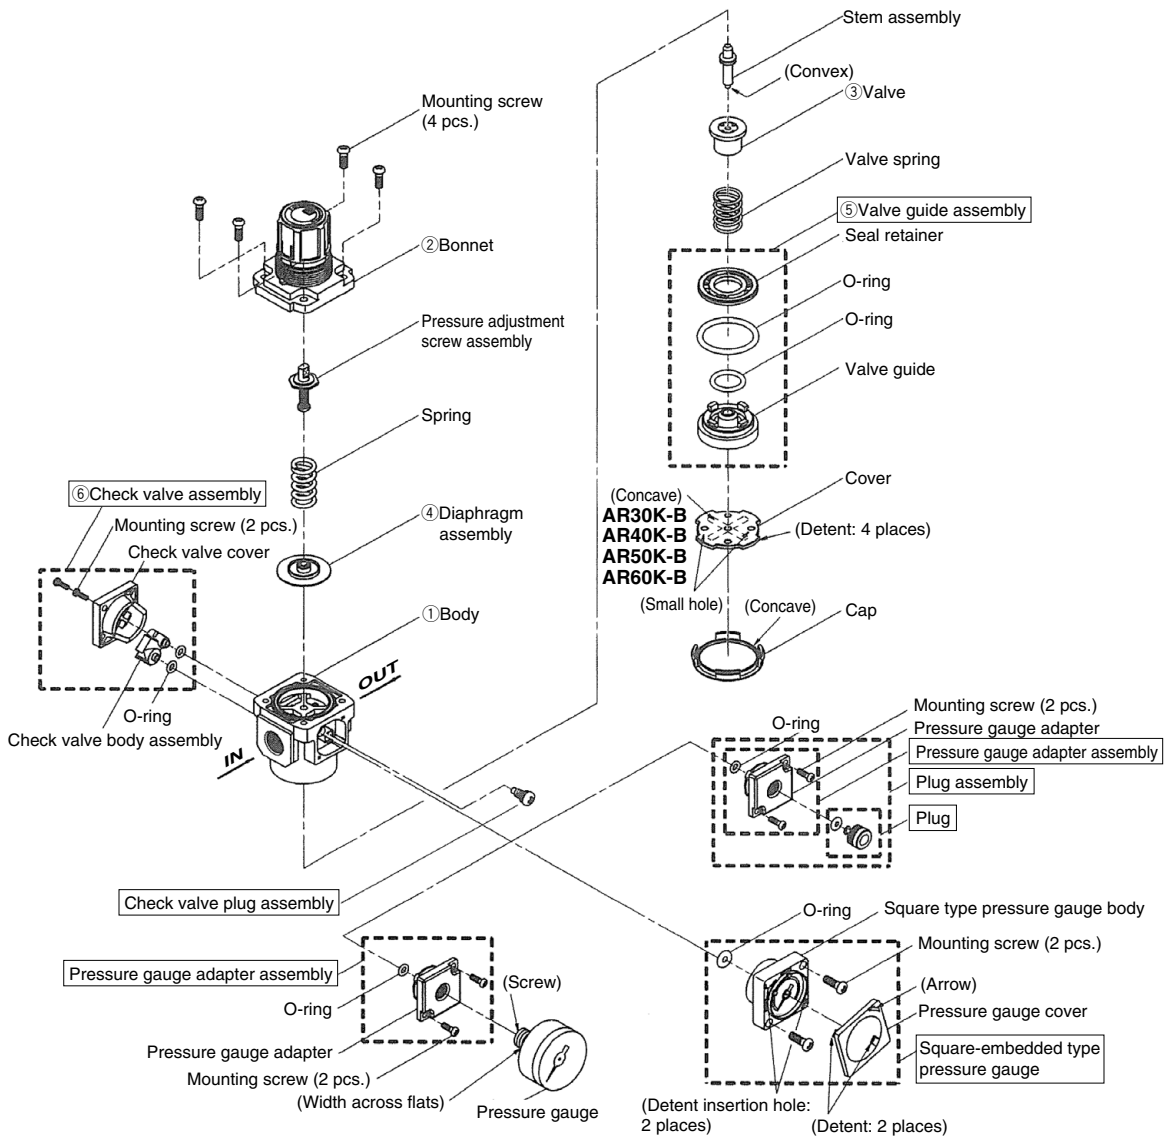 Stem assembly
(Convex)
③Valve
Mounting screw
(4 pcs.)
Valve spring
⑤Valve guide assembly
Seal retainer
②Bonnet
O-ring
O-ring
Pressure adjustment
screw assembly
Valve guide
Spring
Cover
(Concave)
AR30K-B
AR40K-B
AR50K-B
AR60K-B
(Detent: 4 places)
(Small hole)
⑥Check valve assembly
Mounting screw (2 pcs.)
Check valve cover
④Diaphragm
assembly
(Concave)
Cap
①Body
OUT
IN
O-ring
Check valve body assembly
Mounting screw (2 pcs.)
O-ring
Pressure gauge adapter
Pressure gauge adapter assembly
Plug assembly
Plug
Check valve plug assembly
O-ring
Square type pressure gauge body
Mounting screw (2 pcs.)
Pressure gauge adapter assembly
(Screw)
(Arrow)
O-ring
Pressure gauge cover
Pressure gauge adapter
Square-embedded type
pressure gauge
Mounting screw (2 pcs.)
(Width across flats)
Pressure gauge
(Detent insertion hole:
2 places)
(Detent: 2 places)